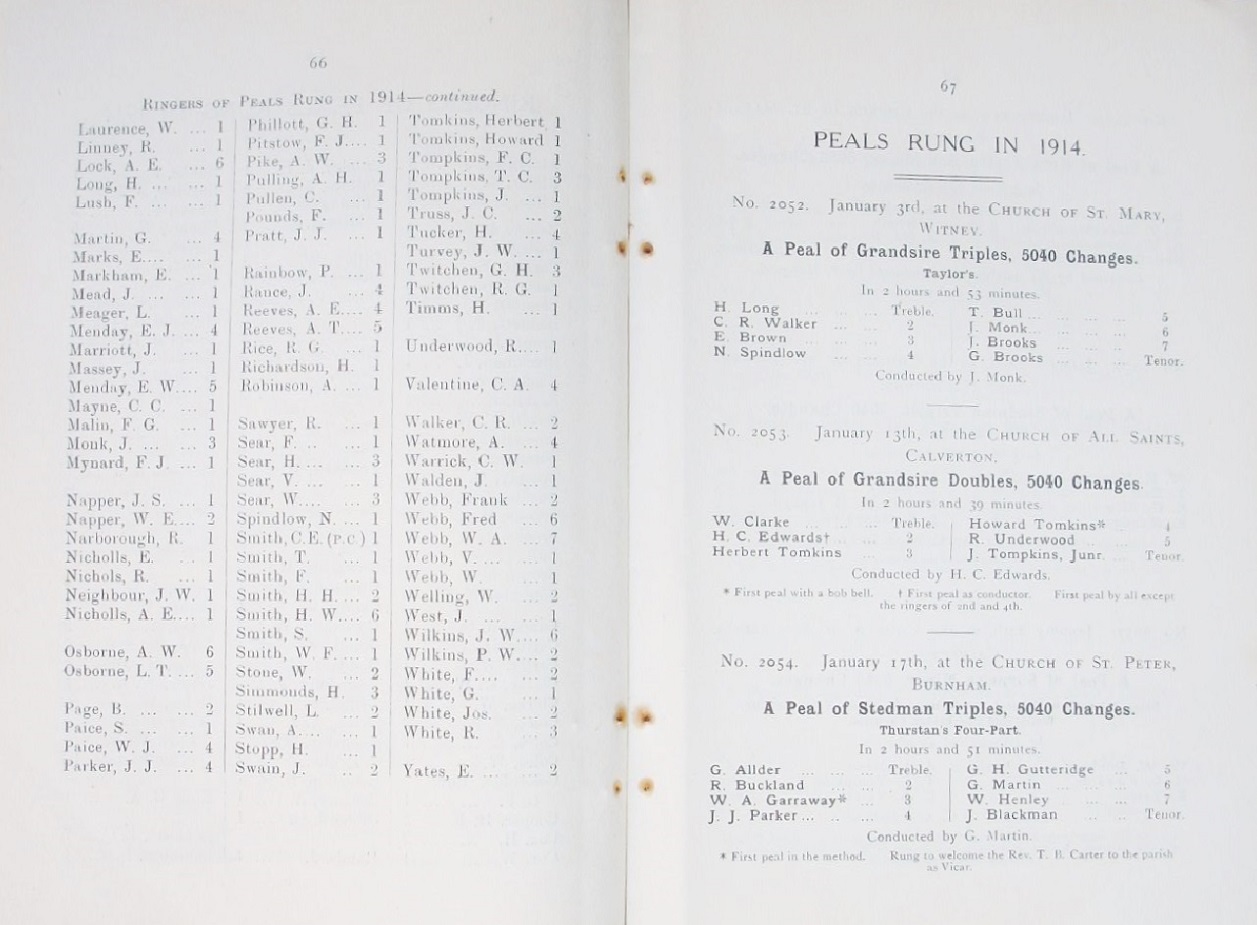 66
RINGERS OF PEALS RUNG IN 1914—continued.
Laurence, W. ... 1
Linney, R. ... 1
Lock, A. E. ... 6
Long, H. ... ... 1
Lush, F. ... ... 1
Martin, G. ... 4
Marks, E.... ... 1
Markham, E. ... 1
Mead, J. ... ... 1
Meager, L. ... 1
Menday, E. J. ... 4
Marriott, J. ... 1
Massey, J. ... 1
Menday, E. W.... 5
Mayne, C. C. ... 1
Malin, F. G. ... 1
Monk, J. ... ... 3
Mynard, F. J. ... 1
Napper, J. S. ... 1
Napper, W. E.... 2
Narborough, R. 1
Nicholls, E. ... 1
Nichols, R. ... 1
Neighbour, J. W. 1
Nicholls, A. E.... 1
Osborne, A. W. 6
Osborne, L. T. ... 5
Page, B. ... ... 2
Paice, S. ... ... 1
Paice, W. J. ... 4
Parker, J. J. ... 4
Phillott, G. H. 1
Pitstow, F. J.... 1
Pike, A. W. ... 3
Pulling, A. H. 1
Pullen, C. ... 1
Pounds, F. ... 1
Pratt, J. J. ... 1
Rainbow, P. ... 1
Rance, J. ... 4
Reeves, A. E.... 4
Reeves, A. T.... 5
Rice, R. G. ... 1
Richardson, H. 1
Robinson, A. ... 1
Sawyer, R. ... 1
Sear, F. ... ... 1
Sear, H. ... ... 3
Sear, V. ... ... 1
Sear, W.... ... 3
Spindlow, N. ... 1
Smith, C. E. (P.C.) 1
Smith, T. ... 1
Smith, F. ... 1
Smith, H. H. ... 2
Smith, H. W.... 6
Smith, S. ... 1
Smith, W. F. ... 1
Stone, W. ... 2
Simmonds, H. 3
Stilwell, L. ... 2
Swan, A.... ... 1
Stopp, H. ... 1
Swain, J. ... 2
Tomkins, Herbert 1
Tomkins, Howard 1
Tompkins, F. C. 1
Tompkins, T. C. 3
Tompkins, J. ... 1
Truss, J. C. ... 2
Tucker, H. ... 4
Turvey, J. W. ... 1
Twitchen, G. H. 3
Twitchen, R. G. 1
Timms, H. ... 1
Underwood, R.... 1
Valentine, C. A. 4
Walker, C. R. ... 2
Watmore, A. ... 4
Warrick, C. W. 1
Walden, J. ... 1
Webb, Frank ... 2
Webb, Fred ... 6
Webb, W. A. ... 7
Webb, V. ... ... 1
Webb, W. ... 1
Welling, W. ... 2
West, J. ... ... 1
Wilkins, J. W.... 6
Wilkins, P. W.... 2
White, F.... ... 2
White, G. ... 1
White, Jos. ... 2
White, R. ... 3
Yates, E. ... ... 2
67
PEALS RUNG IN 1914.
No. 2052. January 3rd, at the CHURCH OF ST. MARY,
WITNEY.
A Peal of Grandsire Triples, 5040 Changes.
Taylor's.
In 2 hours and 53 minutes.
H. Long ... ... ... Treble. T. Bull ... ... ... ... 5
C. R. Walker ... ... 2 J. Monk... ... ... ... 6
E. Brown ... ... ... 3 J. Brooks ... ... ... 7
N. Spindlow ... ... 4 G. Brooks ... ... ... Tenor.
Conducted by J. Monk.
No. 2053. January 13th, at the CHURCH OF ALL SAINTS,
CALVERTON.
A Peal of Grandsire Doubles, 5040 Changes.
In 2 hours and 39 minutes.
W. Clarke ... ... ... Treble. Howard Tomkins* ... 4
H. C. Edwards† ... ... 2 R. Underwood ... ... 5
Herbert Tomkins ... 3 J. Tompkins, Junr. ... Tenor.
Conducted by H. C. Edwards.
* First peal with a bob bell. † First peal as conductor. First peal by all except
the ringers of 2nd and 4th.
No. 2054. January 17th, at the CHURCH OF ST. PETER,
BURNHAM.
A Peal of Stedman Triples, 5040 Changes.
Thurstan's Four-Part.
In 2 hours and 51 minutes.
G. Allder ... ... ... Treble. G. H. Gutteridge ... 5
R. Buckland ... ... 2 G. Martin ... ... ... 6
W. A. Garraway* ... 3 W. Henley ... ... 7
J. J. Parker ... ... ... 4 J. Blackman ... ... Tenor.
Conducted by G. Martin.
* First peal in the method. Rung to welcome the Rev. T. B. Carter to the parish
as Vicar.